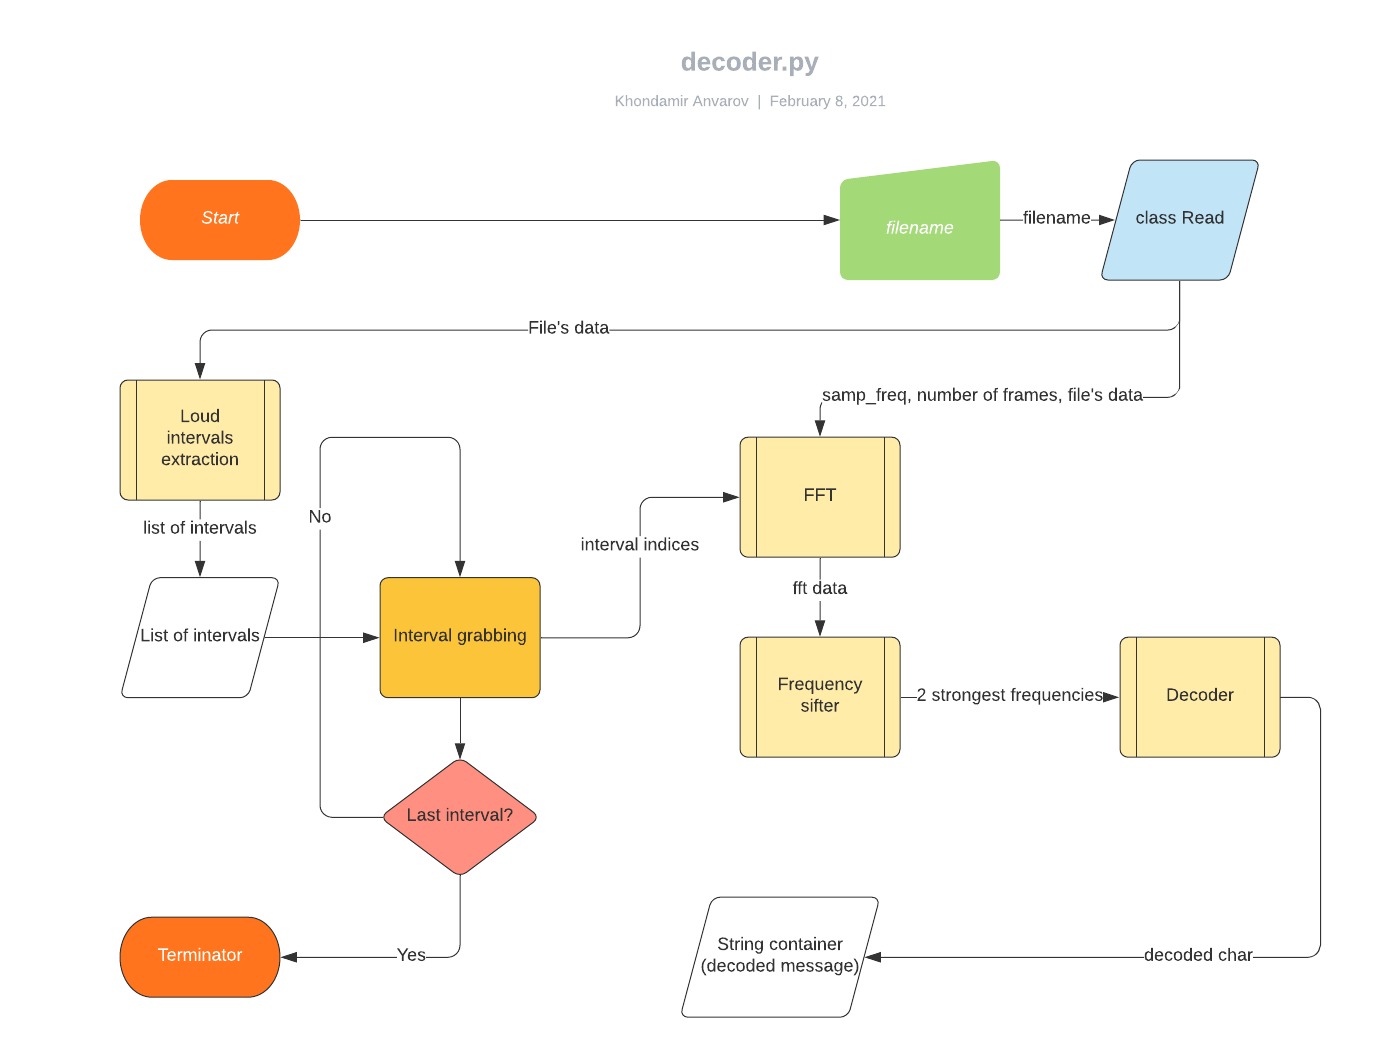 decoder.py
Khondamir Anvarov | February 8, 2021
Start
filename
filename
class Read
File's data
samp_freq, number of frames, file's data
Loud
intervals
extraction
list of intervals
No
FFT
interval indices
fft data
List of intervals
Interval grabbing
Frequency
sifter
2 strongest frequencies
Decoder
Last interval?
Terminator
Yes
String container
(decoded message)
decoded char